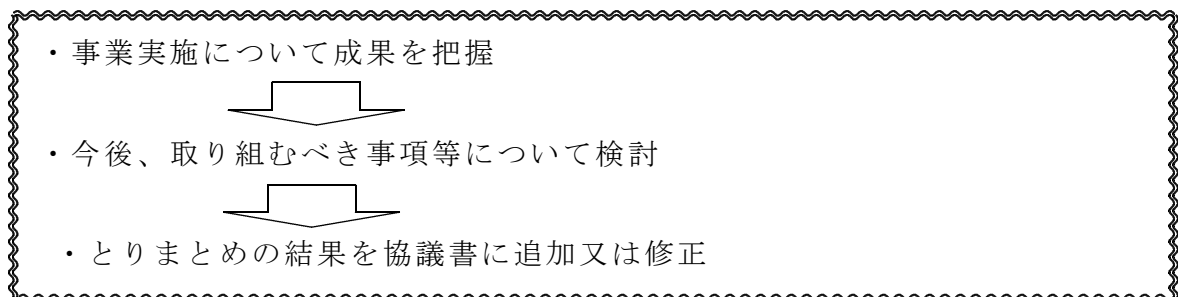 ・事業実施について成果を把握
・今後、取り組むべき事項等について検討
・とりまとめの結果を協議書に追加又は修正